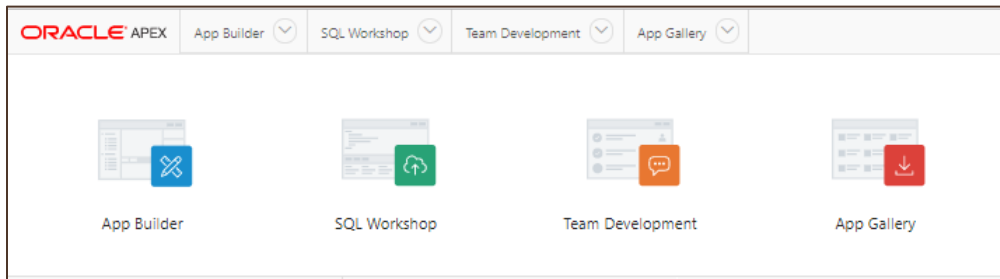 ORACLE APEX App Builder SQL Workshop Team Development App Gallery
App Builder SQL Workshop Team Development App Gallery